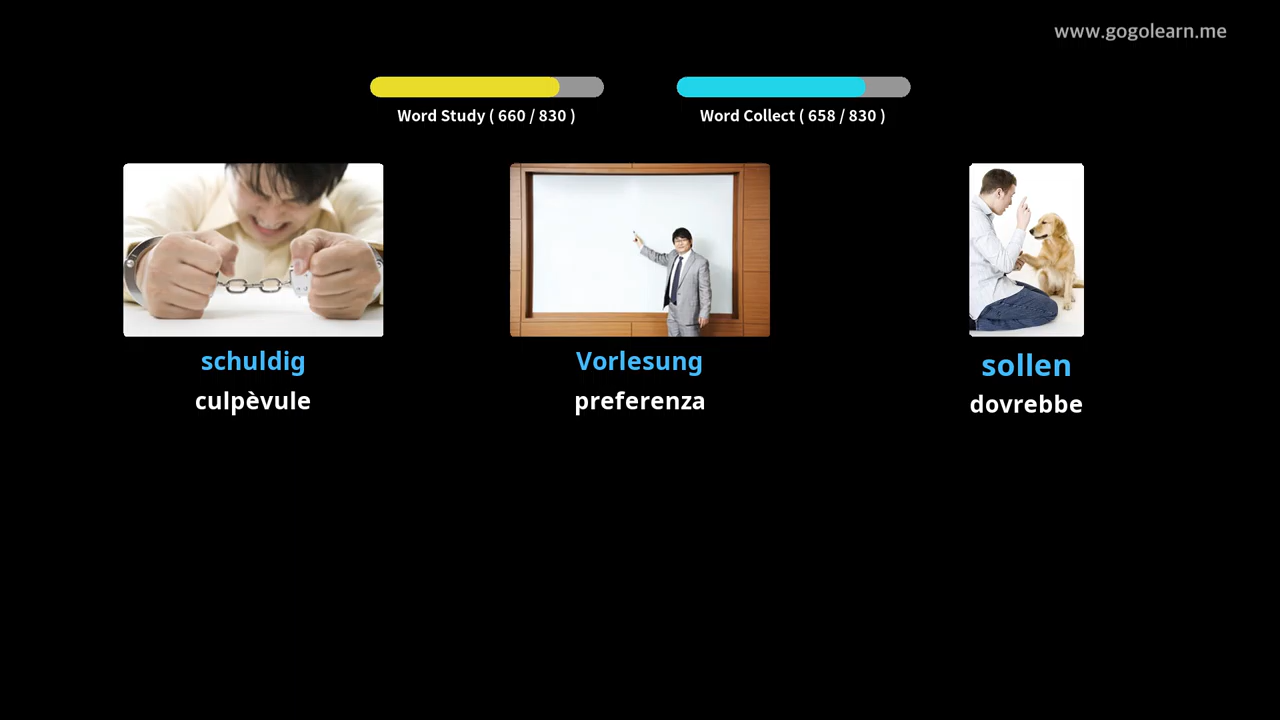 www.gogolearn.me
Word Study ( 660 / 830 )
Word Collect ( 658 / 830 )
schuldig
Vorlesung
sollen
culpèvule
preferenza
dovrebbe